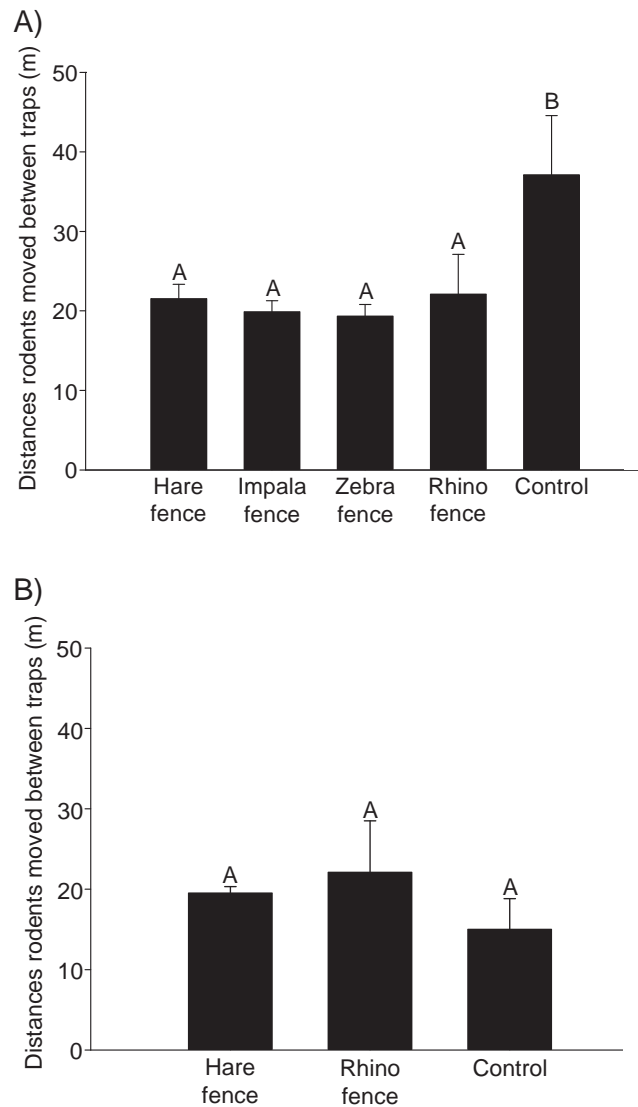 A)
Distances rodents moved between traps (m)
50
40
30
20
10
0
A
A
A
A
B
Hare
fence
Impala
fence
Zebra
fence
Rhino
fence
Control
B)
Distances rodents moved between traps (m)
50
40
30
20
10
0
A
A
A
Hare
fence
Rhino
fence
Control